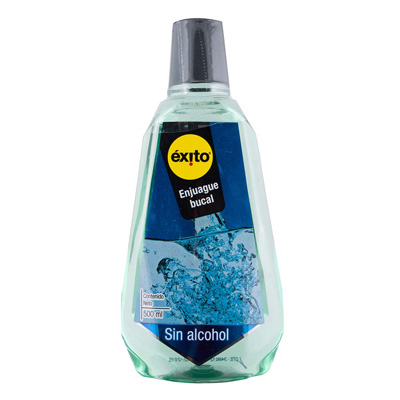 éxito
Enjuague
bucal
Contenido
Neto
500 ml
Sin alcohol